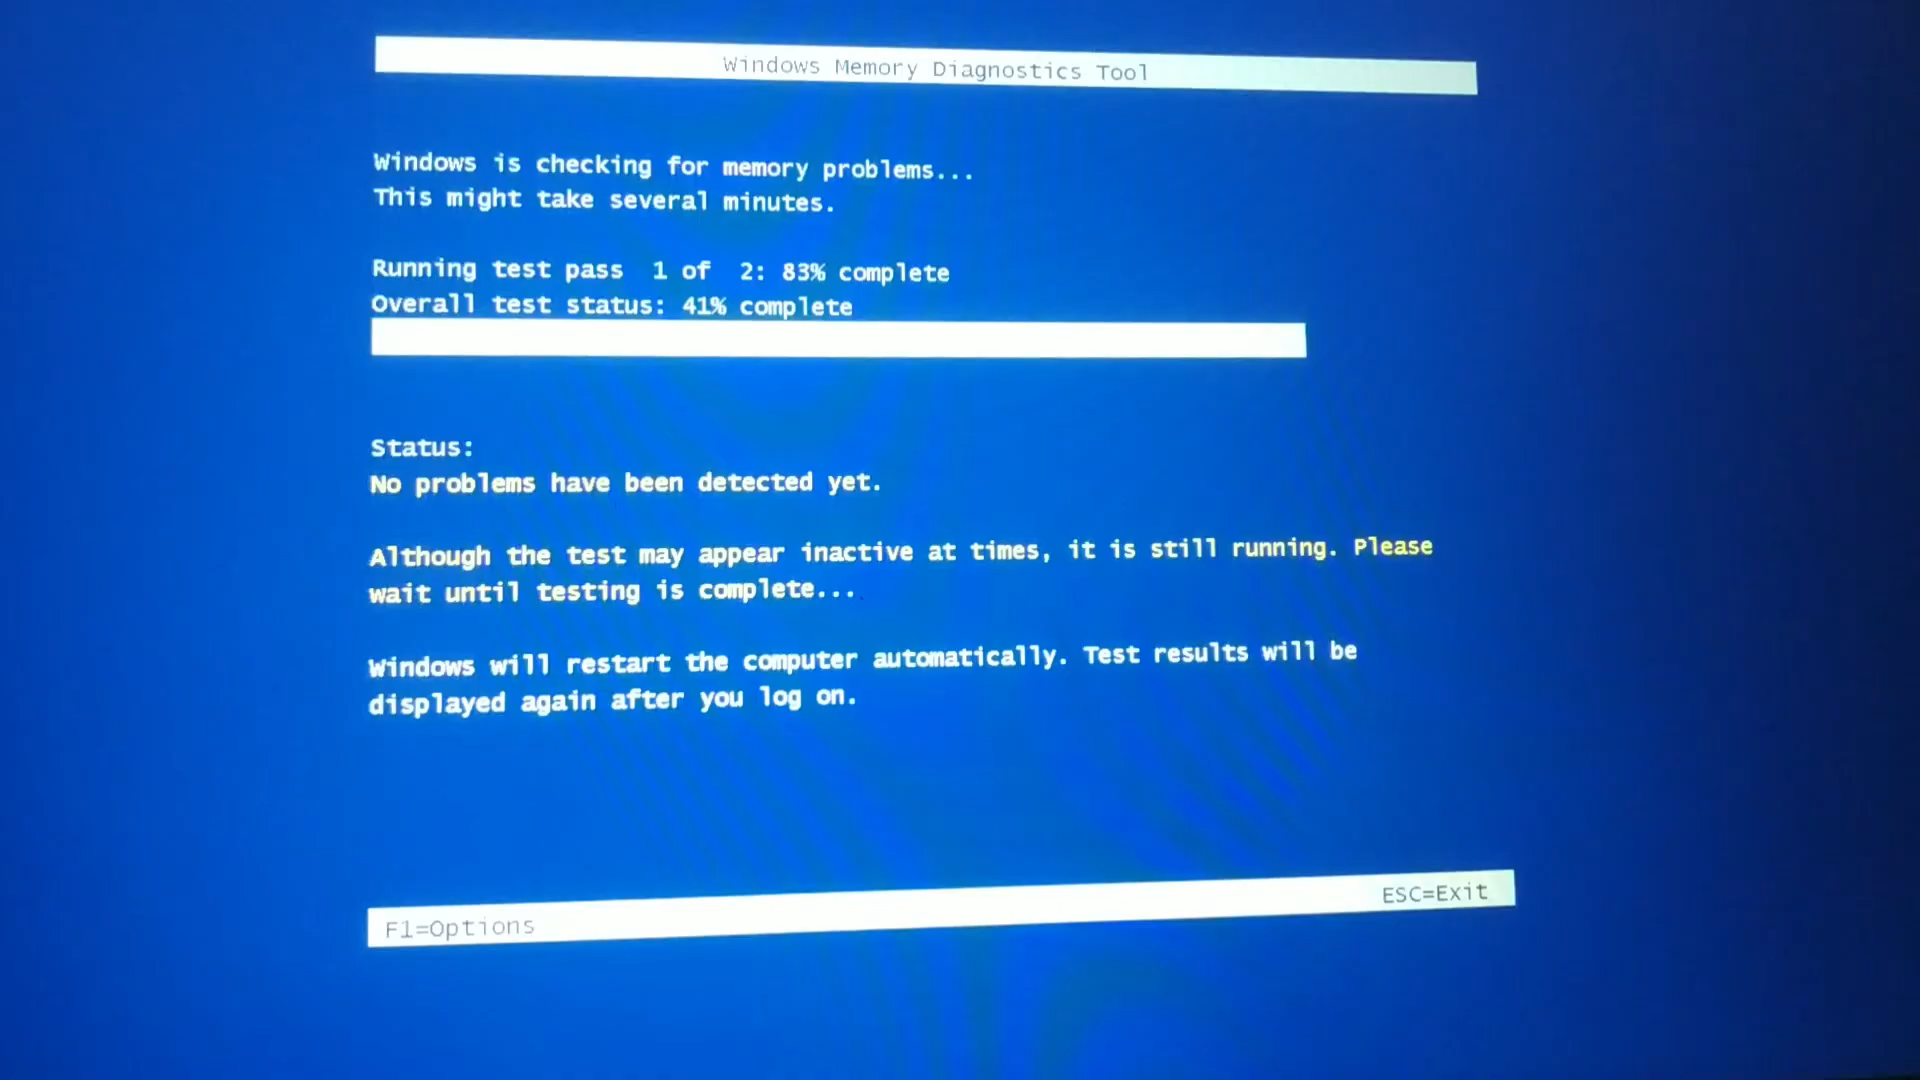 Windows Memory Diagnostics Tool
Windows is checking for memory problems...
This might take several minutes.
Running test pass  1 of  2: 83% complete
Overall test status: 41% complete
Status:
No problems have been detected yet.
Although the test may appear inactive at times, it is still running. Please
wait until testing is complete...
Windows will restart the computer automatically. Test results will be
displayed again after you log on.
F1=Options
ESC=Exit